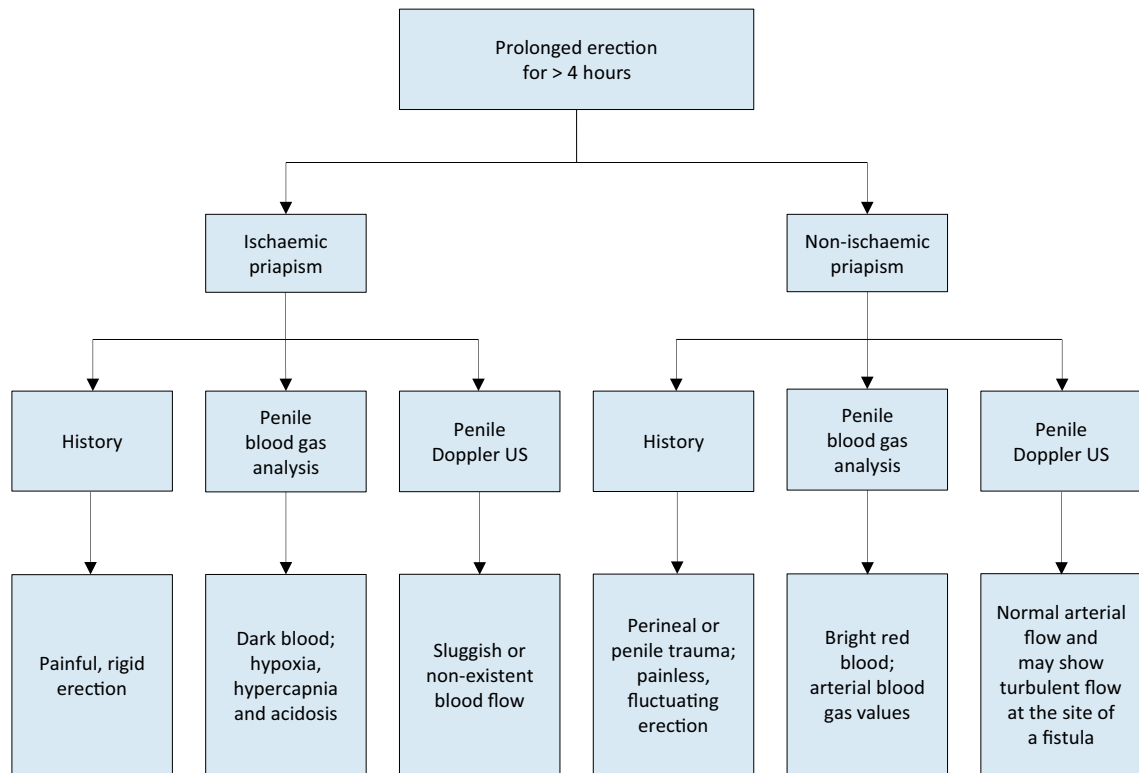 Prolonged erection
for > 4 hours
Ischaemic
priapism
Non-ischaemic
priapism
History
Penile
blood gas
analysis
Penile
Doppler US
History
Penile
blood gas
analysis
Penile
Doppler US
Painful, rigid
erection
Dark blood;
hypoxia,
hypercapnia
and acidosis
Sluggish or
non-existent
blood flow
Perineal or
penile trauma;
painless,
fluctuating
erection
Bright red
blood;
arterial blood
gas values
Normal arterial
flow and
may show
turbulent flow
at the site of
a fistula